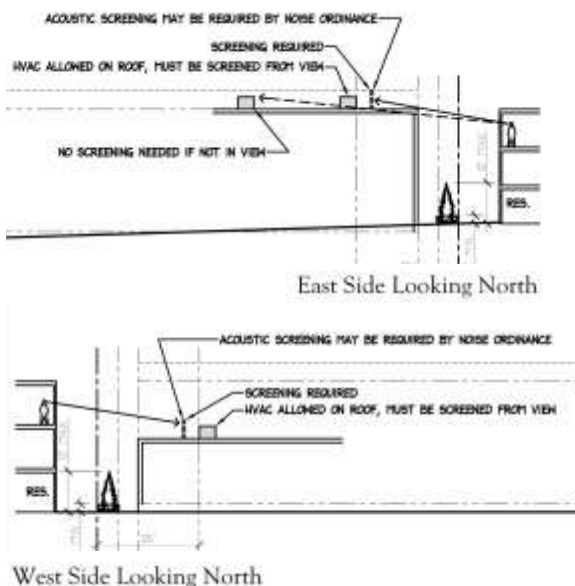 ACOUSTIC SCREENING MAY BE REQUIRED BY NOISE ORDINANCE
SCREENING REQUIRED
HVAC ALLOWED ON ROOF, MUST BE SCREENED FROM VIEW
NO SCREENING NEEDED IF NOT IN VIEW
RES.
East Side Looking North
ACOUSTIC SCREENING MAY BE REQUIRED BY NOISE ORDINANCE
SCREENING REQUIRED
HVAC ALLOWED ON ROOF, MUST BE SCREENED FROM VIEW
RES.
West Side Looking North